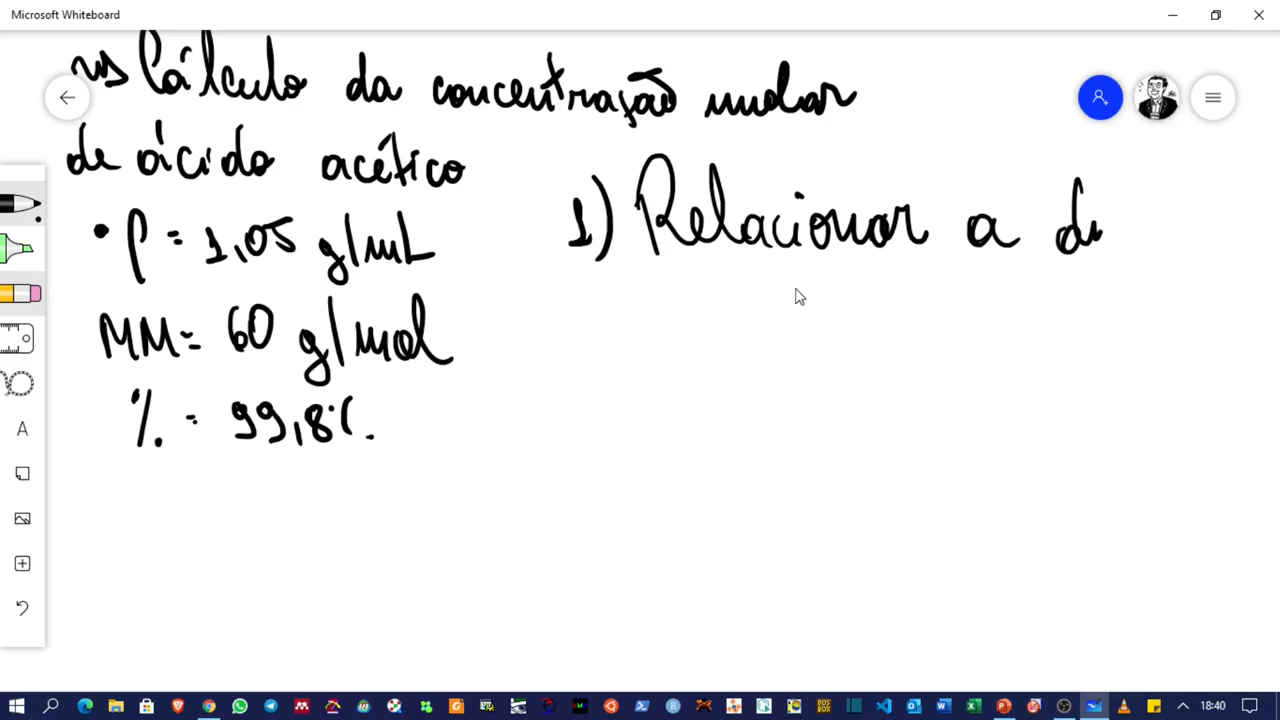 Microsoft Whiteboard
Cálculo da concentração molar
de ácido acético
• ρ = 1,05 g/mL
MM = 60 g/mol
% = 99,8%
1) Relacionar a de
A
18:40